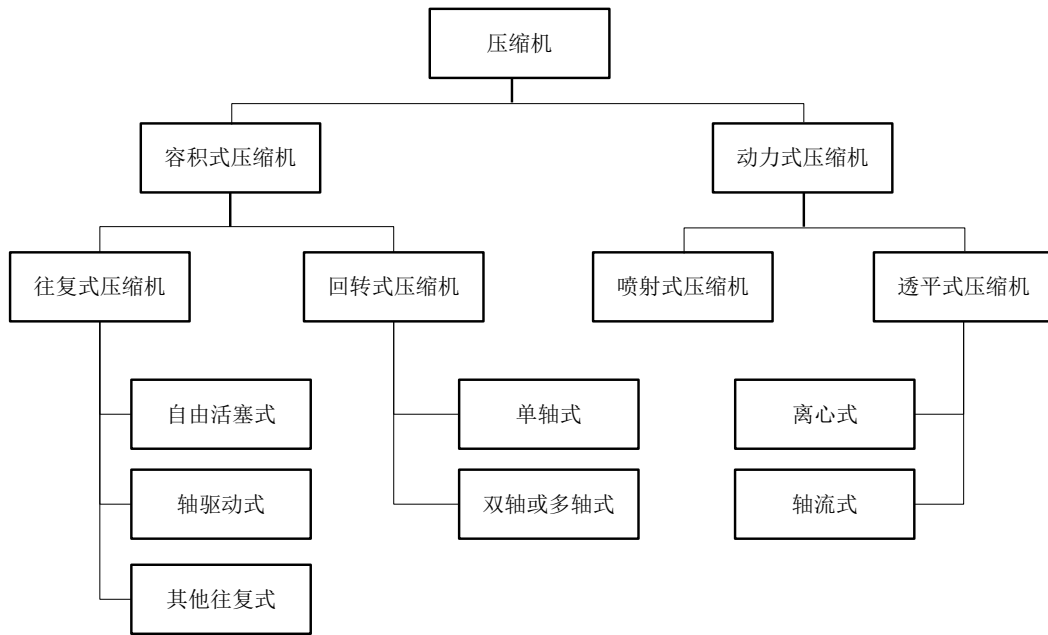 压缩机
容积式压缩机
动力式压缩机
往复式压缩机
回转式压缩机
喷射式压缩机
透平式压缩机
自由活塞式
单轴式
离心式
轴驱动式
双轴或多轴式
轴流式
其他往复式